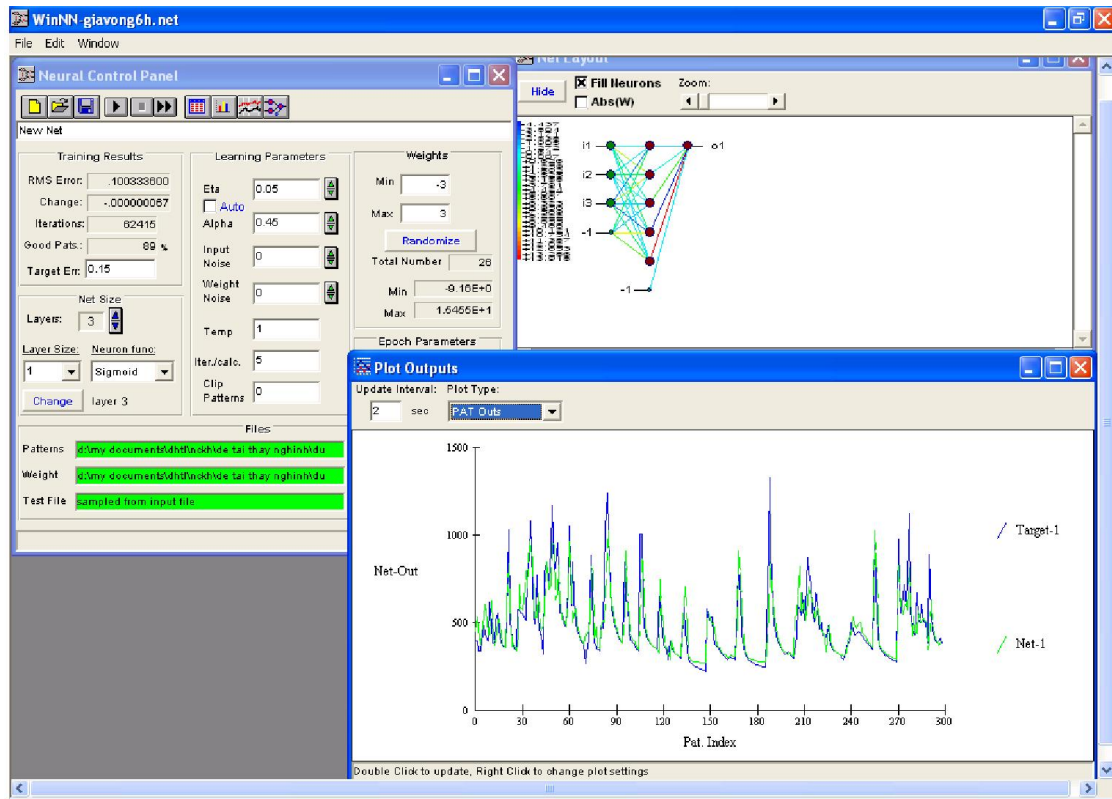 WinNN-giavong6h.net
File Edit Window
Neural Control Panel
New Net
Training Results
RMS Error: .100333600
Change: -.000000067
Iterations: 62415
Good Pats.: 89 %
Target Err: 0.15
Net Size
Layers: 3
Layer Size: Neuron func:
1 Sigmoid
Change layer 3
Learning Parameters
Eta 0.05
Auto
Alpha 0.45
Input Noise 0
Weight Noise 0
Temp 1
Iter./calc. 5
Clip Patterns 0
Weights
Min -3
Max 3
Randomize
Total Number 26
Min -9.16E+0
Max 1.5455E+1
Epoch Parameters
Files
Patterns d:\my documents\dhtl\nckh\de tai thay nghinh\du
Weight d:\my documents\dhtl\nckh\de tai thay nghinh\du
Test File sampled from input file
Net Layout
Hide Fill Neurons Zoom:
Abs(W)
i1 o1
i2
i3
-1
-1
Plot Outputs
Update Interval: Plot Type:
2 sec PAT Outs
1500
1000
500
0
Net-Out
Target-1
Net-1
0 30 60 90 120 150 180 210 240 270 300
Pat. Index
Double Click to update, Right Click to change plot settings